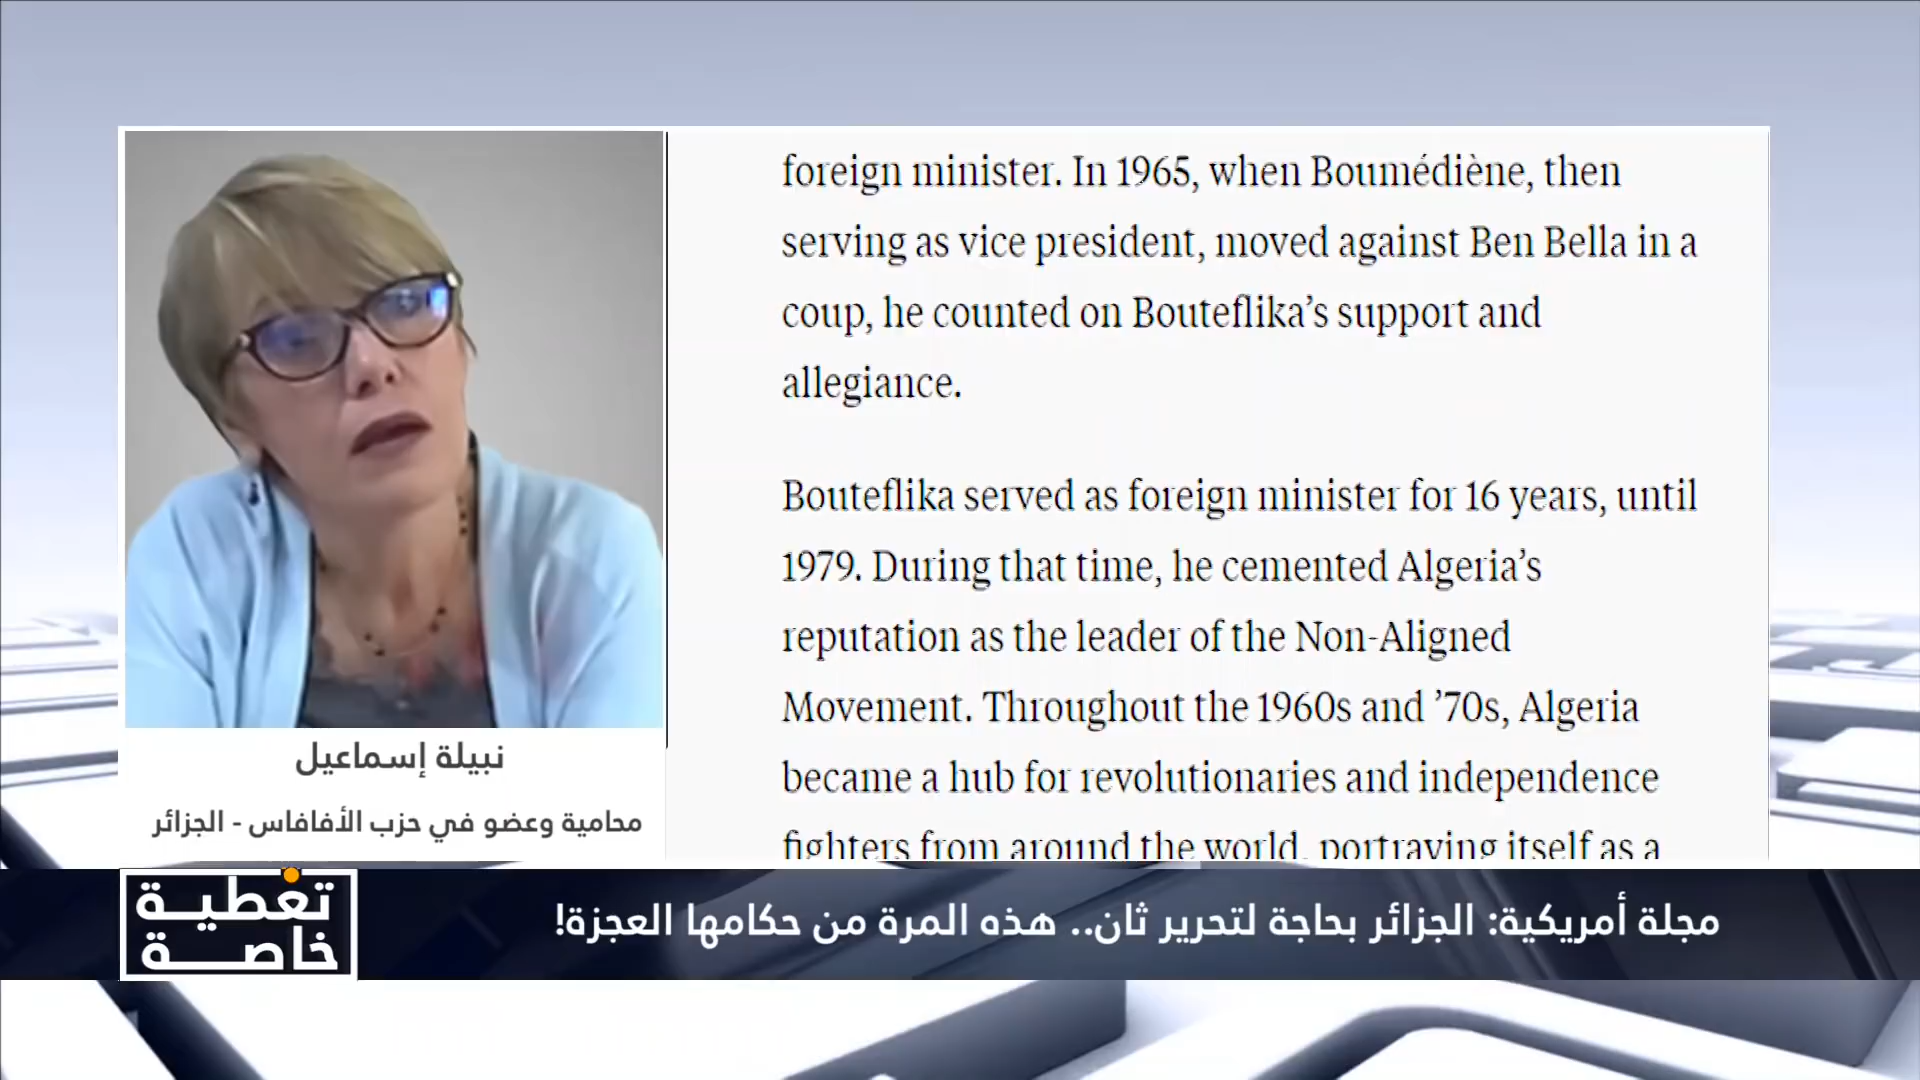 foreign minister. In 1965, when Boumédiène, then
serving as vice president, moved against Ben Bella in a
coup, he counted on Bouteflika’s support and
allegiance.
Bouteflika served as foreign minister for 16 years, until
1979. During that time, he cemented Algeria’s
reputation as the leader of the Non-Aligned
Movement. Throughout the 1960s and ’70s, Algeria
became a hub for revolutionaries and independence
fighters from around the world, portraying itself as a
نبيلة إسماعيل
محامية وعضو في حزب الأفافاس - الجزائر
مجلة أمريكية: الجزائر بحاجة لتحرير ثان.. هذه المرة من حكامها العجزة!
تغطية
خاصة